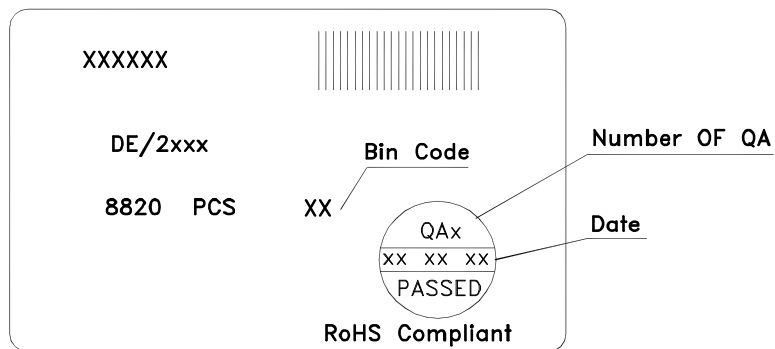 XXXXXX
DE/2xxx
Bin Code
Number OF QA
8820 PCS XX
QAx
Date
xx xx xx
PASSED
RoHS Compliant